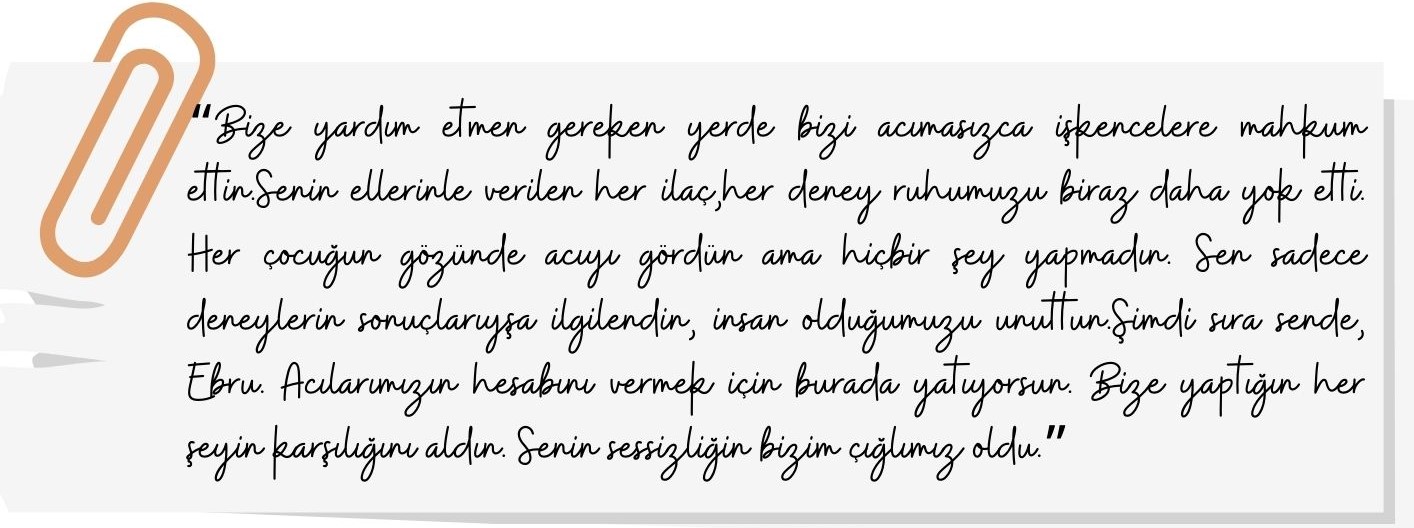 “Bize yardım etmen gereken yerde bizi acımasızca işkencelere mahkum
ettin.Senin ellerinle verilen her ilaç,her deney ruhumuzu biraz daha yok etti.
Her çocuğun gözünde acıyı gördün ama hiçbir şey yapmadın. Sen sadece
deneylerin sonuçlarıyşa ilgilendin, insan olduğumuzu unuttun.Şimdi sıra sende,
Ebru. Acılarımızın hesabını vermek için burada yatıyorsun. Bize yaptığın her
şeyin karşılığını aldın. Senin sessizliğin bizim çığlımız oldu.”